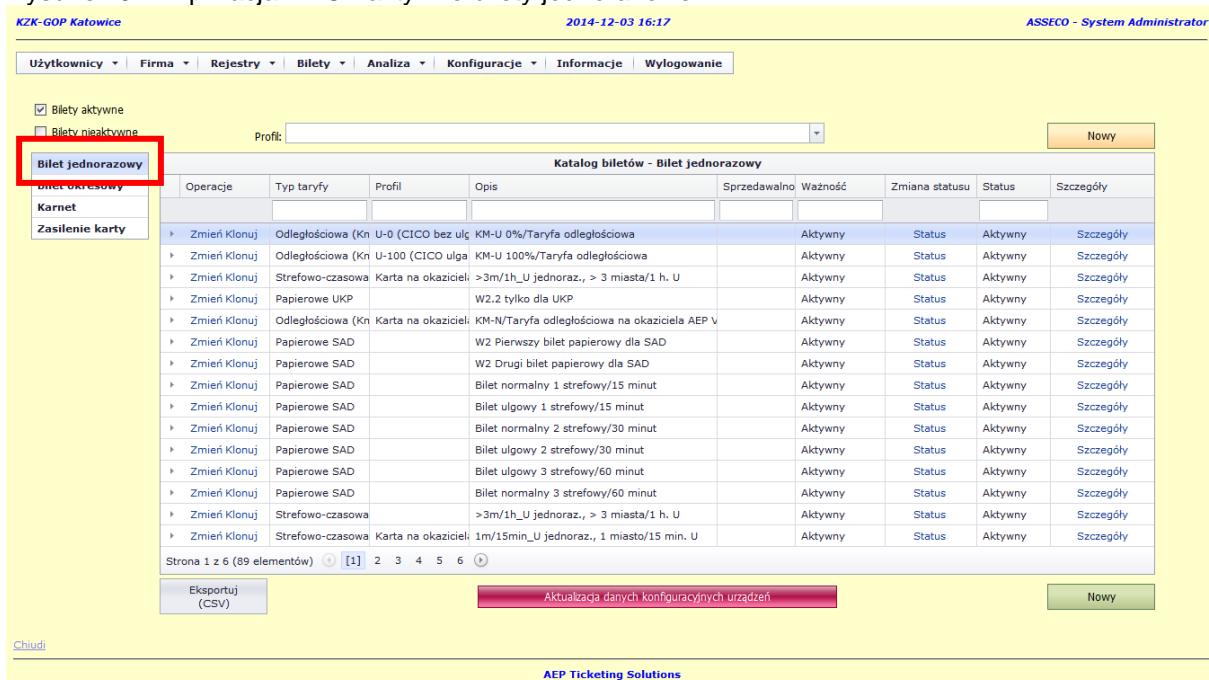 KZK-GOP Katowice 2014-12-03 16:17 ASSECO - System Administrator
Użytkownicy Firma Rejestry Bilety Analiza Konfiguracje Informacje Wylogowanie
Bilety aktywne
Bilety nieaktywne
Profil: Nowy
Bilet jednorazowy
Bilet okresowy
Karnet
Zasilenie karty
Katalog biletów - Bilet jednorazowy
Operacje Typ taryfy Profil Opis Sprzedawalno Ważność Zmiana statusu Status Szczegóły
Zmień Klonuj Odległościowa (Kn U-0 (CICO bez ulg KM-U 0%/Taryfa odległościowa Aktywny Status Aktywny Szczegóły
Zmień Klonuj Odległościowa (Kn U-100 (CICO ulga KM-U 100%/Taryfa odległościowa Aktywny Status Aktywny Szczegóły
Zmień Klonuj Strefowo-czasowa Karta na okaziciela >3m/1h_U jednoraz., > 3 miasta/1 h. U Aktywny Status Aktywny Szczegóły
Zmień Klonuj Papierowe UKP W2.2 tylko dla UKP Aktywny Status Aktywny Szczegóły
Zmień Klonuj Odległościowa (Kn Karta na okaziciela KM-N/Taryfa odległościowa na okaziciela AEP V Aktywny Status Aktywny Szczegóły
Zmień Klonuj Papierowe SAD W2 Pierwszy bilet papierowy dla SAD Aktywny Status Aktywny Szczegóły
Zmień Klonuj Papierowe SAD W2 Drugi bilet papierowy dla SAD Aktywny Status Aktywny Szczegóły
Zmień Klonuj Papierowe SAD Bilet normalny 1 strefowy/15 minut Aktywny Status Aktywny Szczegóły
Zmień Klonuj Papierowe SAD Bilet ulgowy 1 strefowy/15 minut Aktywny Status Aktywny Szczegóły
Zmień Klonuj Papierowe SAD Bilet normalny 2 strefowy/30 minut Aktywny Status Aktywny Szczegóły
Zmień Klonuj Papierowe SAD Bilet ulgowy 2 strefowy/30 minut Aktywny Status Aktywny Szczegóły
Zmień Klonuj Papierowe SAD Bilet ulgowy 3 strefowy/60 minut Aktywny Status Aktywny Szczegóły
Zmień Klonuj Papierowe SAD Bilet normalny 3 strefowy/60 minut Aktywny Status Aktywny Szczegóły
Zmień Klonuj Strefowo-czasowa >3m/1h_U jednoraz., > 3 miasta/1 h. U Aktywny Status Aktywny Szczegóły
Zmień Klonuj Strefowo-czasowa Karta na okaziciela 1m/15min_U jednoraz., 1 miasto/15 min. U Aktywny Status Aktywny Szczegóły
Strona 1 z 6 (89 elementów) [1] 2 3 4 5 6
Eksportuj
(CSV)
Aktualizacja danych konfiguracyjnych urządzeń
Nowy
Chiudi
AEP Ticketing Solutions